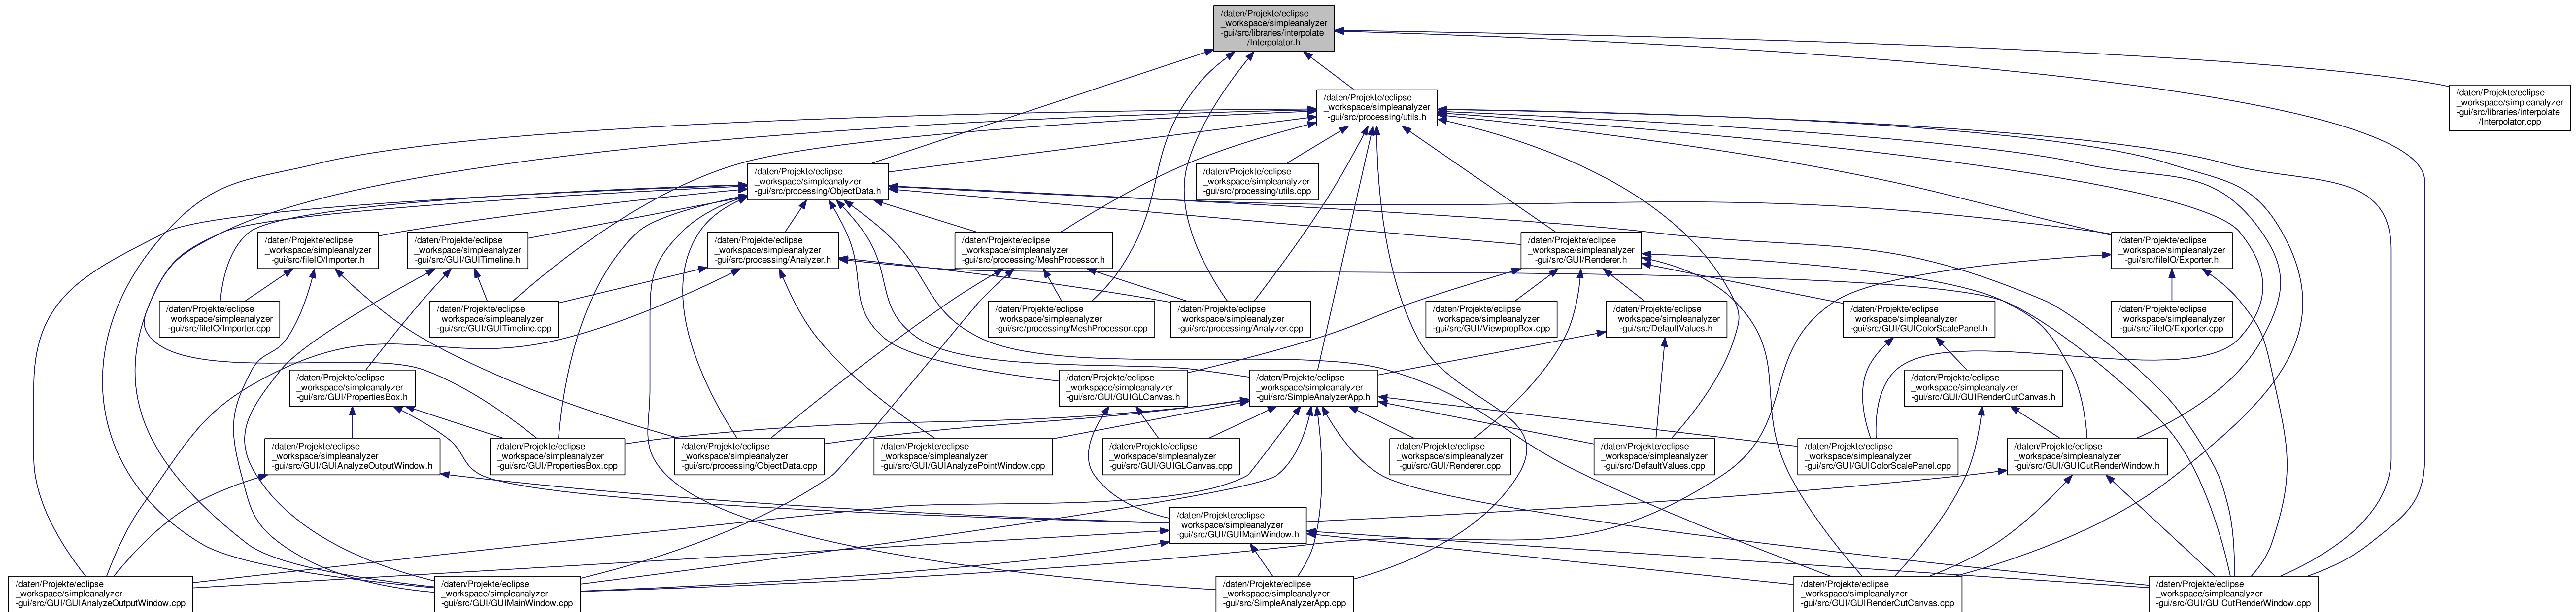 /daten/Projekte/eclipse
_workspace/simpleanalyzer
-gui/src/libraries/interpolate
/Interpolator.h
/daten/Projekte/eclipse
_workspace/simpleanalyzer
-gui/src/processing/utils.h
/daten/Projekte/eclipse
_workspace/simpleanalyzer
-gui/src/libraries/interpolate
/Interpolator.cpp
/daten/Projekte/eclipse
_workspace/simpleanalyzer
-gui/src/processing/ObjectData.h
/daten/Projekte/eclipse
_workspace/simpleanalyzer
-gui/src/processing/utils.cpp
/daten/Projekte/eclipse
_workspace/simpleanalyzer
-gui/src/fileIO/Importer.h
/daten/Projekte/eclipse
_workspace/simpleanalyzer
-gui/src/GUI/GUITimeline.h
/daten/Projekte/eclipse
_workspace/simpleanalyzer
-gui/src/processing/Analyzer.h
/daten/Projekte/eclipse
_workspace/simpleanalyzer
-gui/src/processing/MeshProcessor.h
/daten/Projekte/eclipse
_workspace/simpleanalyzer
-gui/src/GUI/Renderer.h
/daten/Projekte/eclipse
_workspace/simpleanalyzer
-gui/src/fileIO/Exporter.h
/daten/Projekte/eclipse
_workspace/simpleanalyzer
-gui/src/fileIO/Importer.cpp
/daten/Projekte/eclipse
_workspace/simpleanalyzer
-gui/src/GUI/GUITimeline.cpp
/daten/Projekte/eclipse
_workspace/simpleanalyzer
-gui/src/processing/MeshProcessor.cpp
/daten/Projekte/eclipse
_workspace/simpleanalyzer
-gui/src/processing/Analyzer.cpp
/daten/Projekte/eclipse
_workspace/simpleanalyzer
-gui/src/GUI/ViewpropBox.cpp
/daten/Projekte/eclipse
_workspace/simpleanalyzer
-gui/src/DefaultValues.h
/daten/Projekte/eclipse
_workspace/simpleanalyzer
-gui/src/GUI/GUIColorScalePanel.h
/daten/Projekte/eclipse
_workspace/simpleanalyzer
-gui/src/fileIO/Exporter.cpp
/daten/Projekte/eclipse
_workspace/simpleanalyzer
-gui/src/GUI/PropertiesBox.h
/daten/Projekte/eclipse
_workspace/simpleanalyzer
-gui/src/GUI/GUIGLCanvas.h
/daten/Projekte/eclipse
_workspace/simpleanalyzer
-gui/src/SimpleAnalyzerApp.h
/daten/Projekte/eclipse
_workspace/simpleanalyzer
-gui/src/GUI/GUIRenderCutCanvas.h
/daten/Projekte/eclipse
_workspace/simpleanalyzer
-gui/src/GUI/GUIAnalyzeOutputWindow.h
/daten/Projekte/eclipse
_workspace/simpleanalyzer
-gui/src/GUI/PropertiesBox.cpp
/daten/Projekte/eclipse
_workspace/simpleanalyzer
-gui/src/processing/ObjectData.cpp
/daten/Projekte/eclipse
_workspace/simpleanalyzer
-gui/src/GUI/GUIAnalyzePointWindow.cpp
/daten/Projekte/eclipse
_workspace/simpleanalyzer
-gui/src/GUI/GUIGLCanvas.cpp
/daten/Projekte/eclipse
_workspace/simpleanalyzer
-gui/src/GUI/Renderer.cpp
/daten/Projekte/eclipse
_workspace/simpleanalyzer
-gui/src/DefaultValues.cpp
/daten/Projekte/eclipse
_workspace/simpleanalyzer
-gui/src/GUI/GUIColorScalePanel.cpp
/daten/Projekte/eclipse
_workspace/simpleanalyzer
-gui/src/GUI/GUICutRenderWindow.h
/daten/Projekte/eclipse
_workspace/simpleanalyzer
-gui/src/GUI/GUIMainWindow.h
/daten/Projekte/eclipse
_workspace/simpleanalyzer
-gui/src/GUI/GUIAnalyzeOutputWindow.cpp
/daten/Projekte/eclipse
_workspace/simpleanalyzer
-gui/src/GUI/GUIMainWindow.cpp
/daten/Projekte/eclipse
_workspace/simpleanalyzer
-gui/src/SimpleAnalyzerApp.cpp
/daten/Projekte/eclipse
_workspace/simpleanalyzer
-gui/src/GUI/GUIRenderCutCanvas.cpp
/daten/Projekte/eclipse
_workspace/simpleanalyzer
-gui/src/GUI/GUICutRenderWindow.cpp